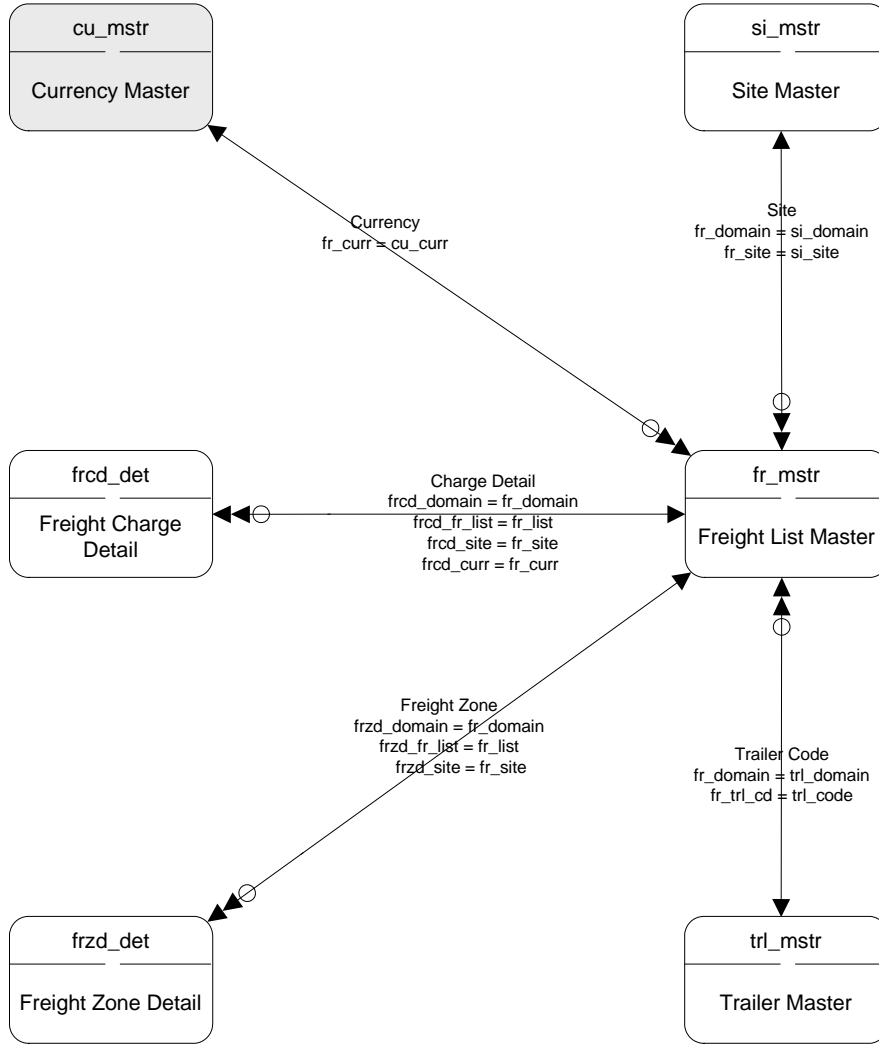 cu_mstr
Currency Master
si_mstr
Site Master
Currency
fr_curr = cu_curr
Site
fr_domain = si_domain
fr_site = si_site
frcd_det
Freight Charge
Detail
Charge Detail
frcd_domain = fr_domain
frcd_fr_list = fr_list
frcd_site = fr_site
frcd_curr = fr_curr
fr_mstr
Freight List Master
Freight Zone
frzd_domain = fr_domain
frzd_fr_list = fr_list
frzd_site = fr_site
Trailer Code
fr_domain = trl_domain
fr_trl_cd = trl_code
frzd_det
Freight Zone Detail
trl_mstr
Trailer Master